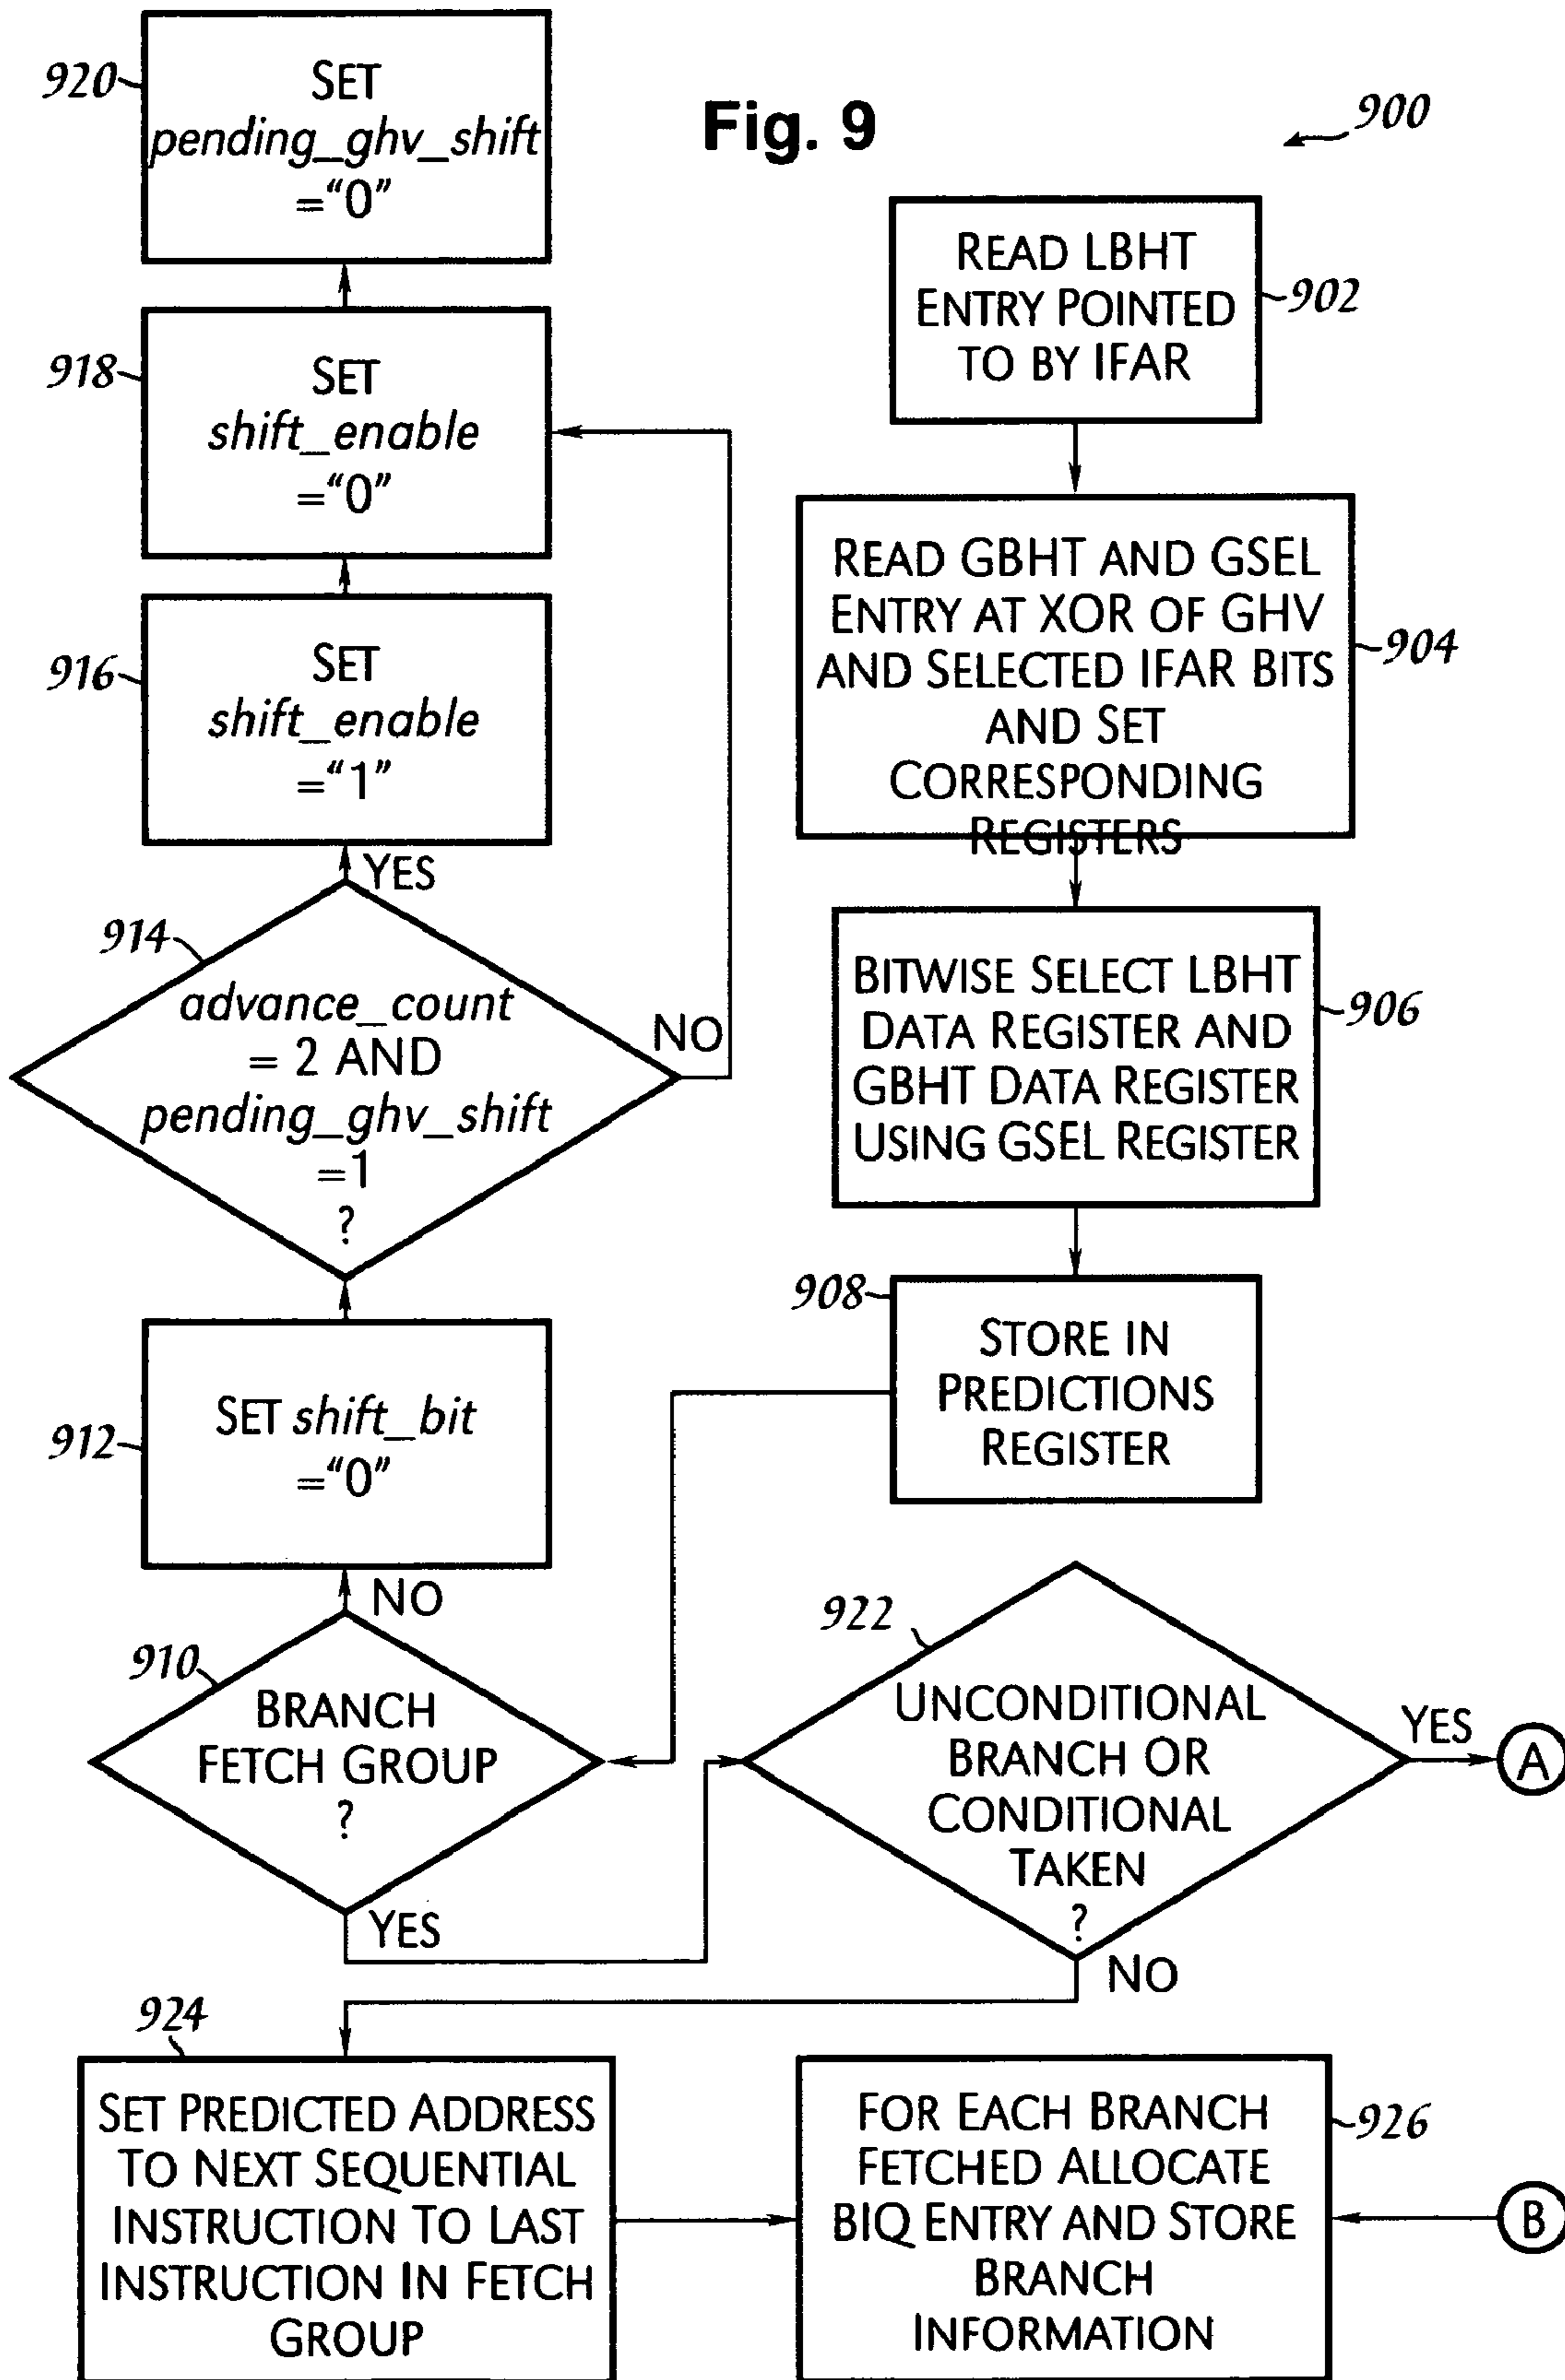 Fig. 9
900
920
SET
pending_ghv_shift
="0"
918
SET
shift_enable
="0"
916
SET
shift_enable
="1"
YES
914
advance_count
= 2 AND
pending_ghv_shift
=1
?
NO
912
SET shift_bit
="0"
NO
910
BRANCH
FETCH GROUP
?
YES
READ LBHT
ENTRY POINTED
TO BY IFAR
902
READ GBHT AND GSEL
ENTRY AT XOR OF GHV
AND SELECTED IFAR BITS
AND SET
CORRESPONDING
REGISTERS
904
BITWISE SELECT LBHT
DATA REGISTER AND
GBHT DATA REGISTER
USING GSEL REGISTER
906
908
STORE IN
PREDICTIONS
REGISTER
922
UNCONDITIONAL
BRANCH OR
CONDITIONAL
TAKEN
?
YES
A
NO
924
SET PREDICTED ADDRESS
TO NEXT SEQUENTIAL
INSTRUCTION TO LAST
INSTRUCTION IN FETCH
GROUP
FOR EACH BRANCH
FETCHED ALLOCATE
BIQ ENTRY AND STORE
BRANCH
INFORMATION
926
B